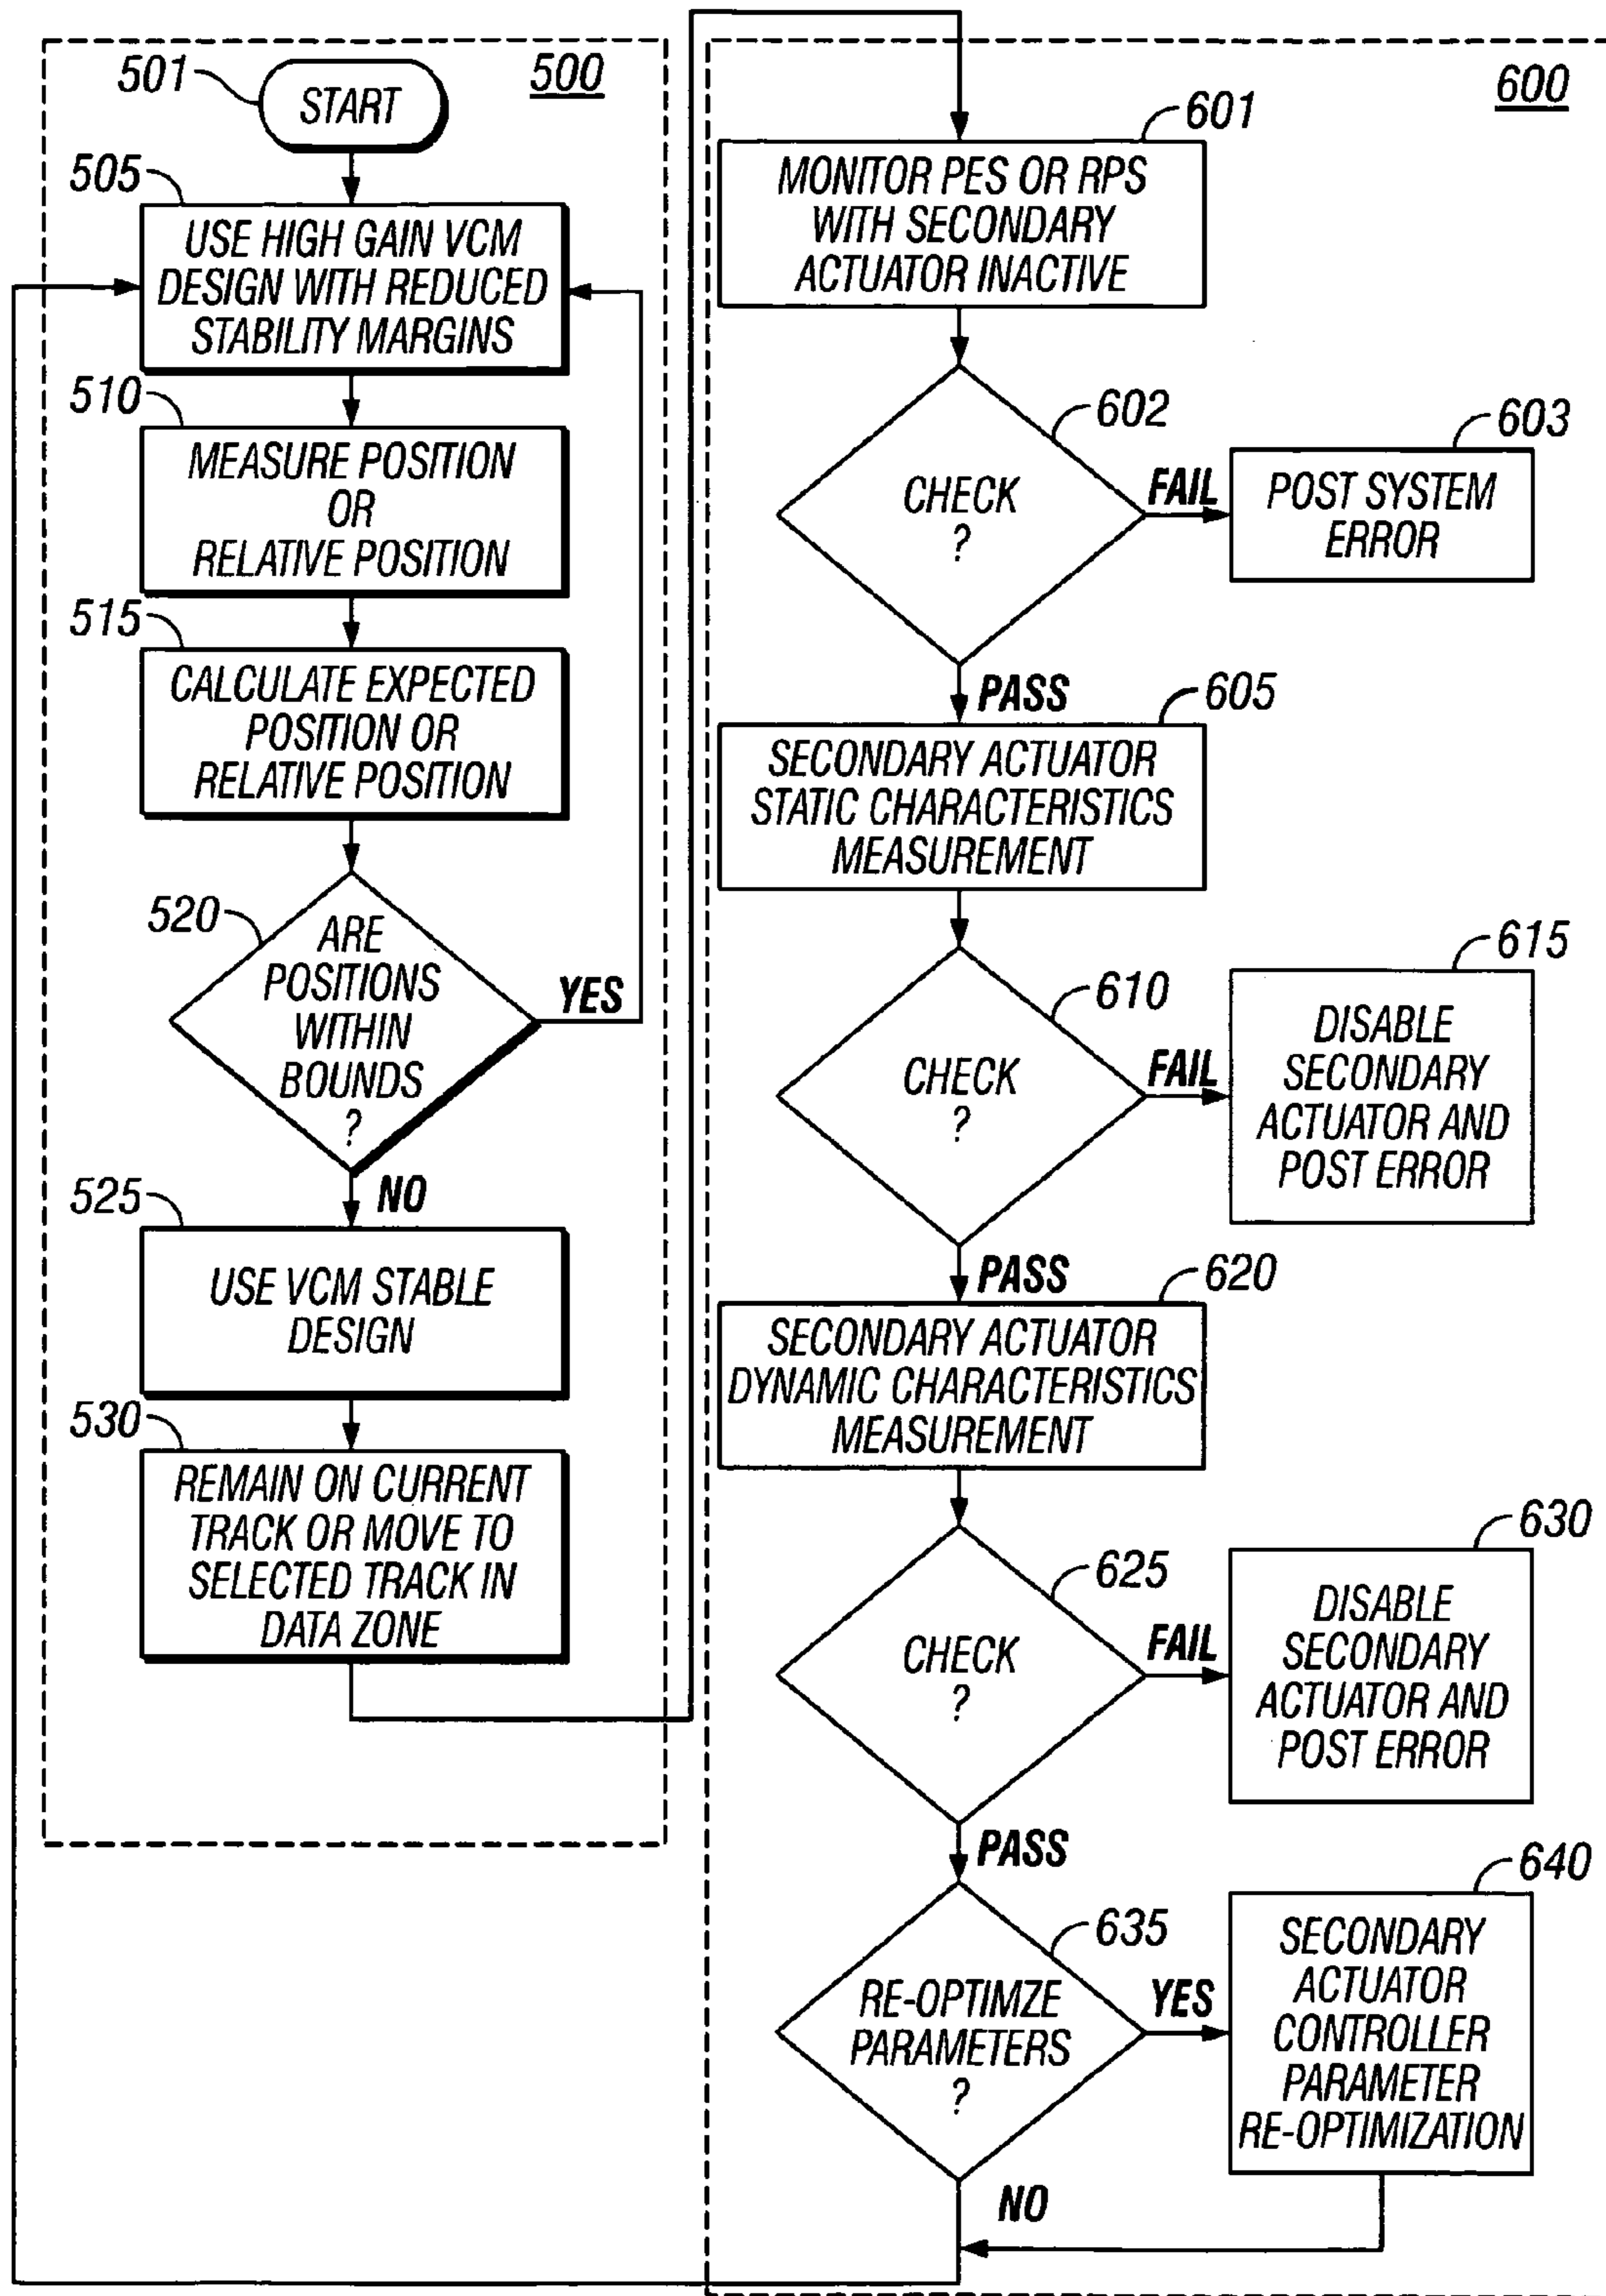 500
501
START
505
USE HIGH GAIN VCM
DESIGN WITH REDUCED
STABILITY MARGINS
510
MEASURE POSITION
OR
RELATIVE POSITION
515
CALCULATE EXPECTED
POSITION OR
RELATIVE POSITION
520
ARE
POSITIONS
WITHIN
BOUNDS
?
YES
NO
525
USE VCM STABLE
DESIGN
530
REMAIN ON CURRENT
TRACK OR MOVE TO
SELECTED TRACK IN
DATA ZONE
600
601
MONITOR PES OR RPS
WITH SECONDARY
ACTUATOR INACTIVE
602
CHECK
?
FAIL
603
POST SYSTEM
ERROR
PASS
605
SECONDARY ACTUATOR
STATIC CHARACTERISTICS
MEASUREMENT
610
CHECK
?
FAIL
615
DISABLE
SECONDARY
ACTUATOR AND
POST ERROR
PASS
620
SECONDARY ACTUATOR
DYNAMIC CHARACTERISTICS
MEASUREMENT
625
CHECK
?
FAIL
630
DISABLE
SECONDARY
ACTUATOR AND
POST ERROR
PASS
635
RE-OPTIMZE
PARAMETERS
?
YES
640
SECONDARY
ACTUATOR
CONTROLLER
PARAMETER
RE-OPTIMIZATION
NO